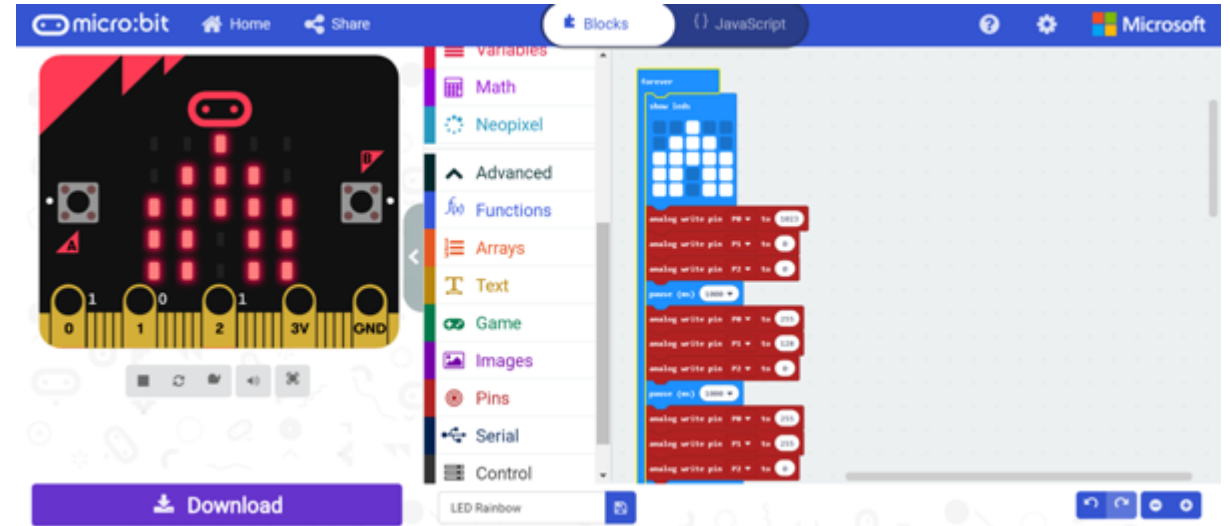 micro:bit Home Share Blocks {} JavaScript ? Microsoft
Variables
Math
Neopixel
Advanced
f(x) Functions
Arrays
Text
Game
Images
Pins
Serial
Control
B
A
1 0 1
0 1 2 3V GND
Download
forever
show leds
analog write pin P0 to 1023
analog write pin P1 to 0
analog write pin P2 to 0
pause (ms) 1000
analog write pin P0 to 255
analog write pin P1 to 128
analog write pin P2 to 0
pause (ms) 1000
analog write pin P0 to 255
analog write pin P1 to 255
analog write pin P2 to 0
LED Rainbow